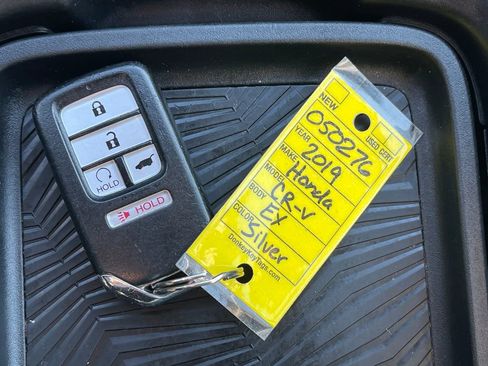 HOLD
HOLD
NEW USED CERT.
050276
YEAR 2019
MAKE Honda
MODEL CR-V
BODY EX
COLOR Silver
DonkeyKeyTags.com